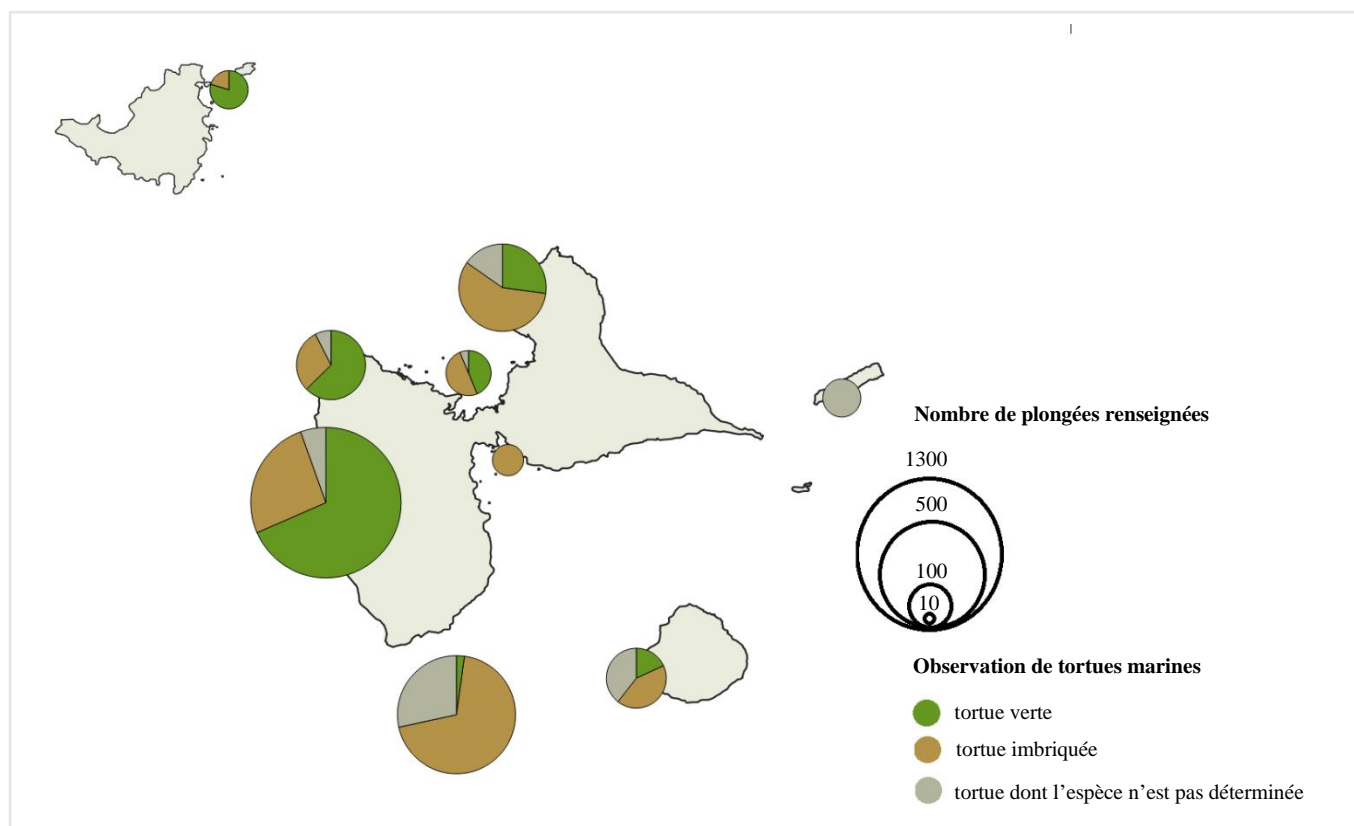 Nombre de plongées renseignées
1300
500
100
10
Observation de tortues marines
tortue verte
tortue imbriquée
tortue dont l’espèce n’est pas déterminée